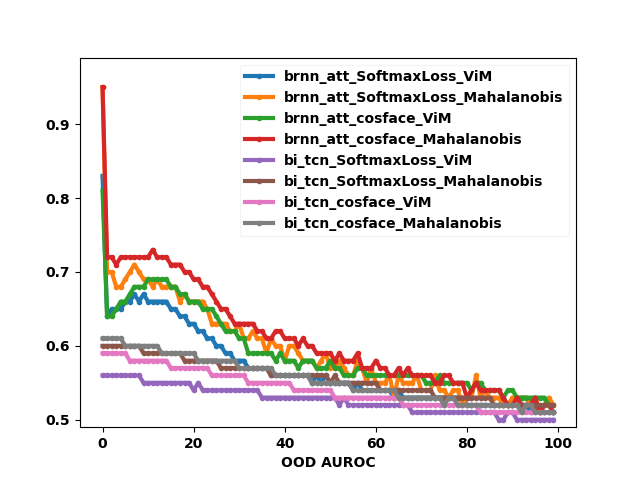 brnn_att_SoftmaxLoss_ViM
brnn_att_SoftmaxLoss_Mahalanobis
brnn_att_cosface_ViM
brnn_att_cosface_Mahalanobis
bi_tcn_SoftmaxLoss_ViM
bi_tcn_SoftmaxLoss_Mahalanobis
bi_tcn_cosface_ViM
bi_tcn_cosface_Mahalanobis
0.9
0.8
0.7
0.6
0.5
0 20 40 60 80 100
OOD AUROC